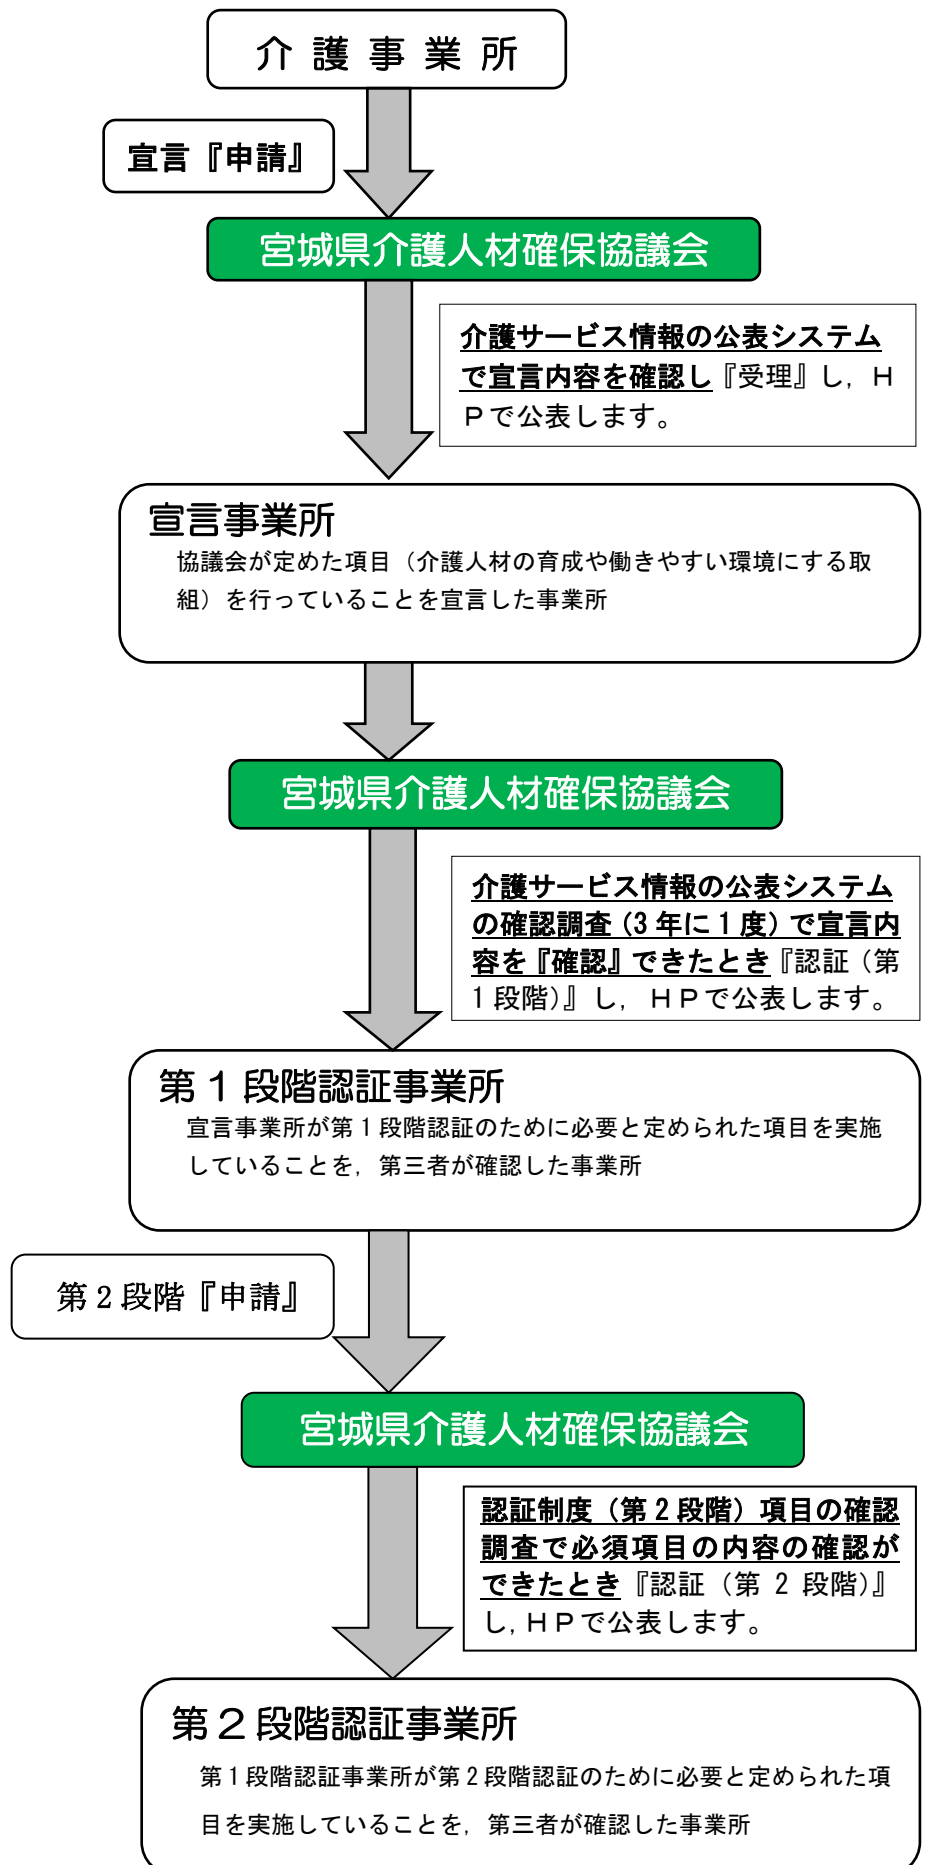 介護事業所
宣言『申請』
宮城県介護人材確保協議会
介護サービス情報の公表システム
で宣言内容を確認し『受理』し，Ｈ
Ｐで公表します。
宣言事業所
協議会が定めた項目（介護人材の育成や働きやすい環境にする取
組）を行っていることを宣言した事業所
宮城県介護人材確保協議会
介護サービス情報の公表システム
の確認調査（3 年に 1 度）で宣言内
容を『確認』できたとき『認証（第
1 段階）』し，ＨＰで公表します。
第１段階認証事業所
宣言事業所が第１段階認証のために必要と定められた項目を実施
していることを，第三者が確認した事業所
第２段階『申請』
宮城県介護人材確保協議会
認証制度（第２段階）項目の確認
調査で必須項目の内容の確認が
できたとき『認証（第 2 段階）』
し,ＨＰで公表します。
第２段階認証事業所
第１段階認証事業所が第２段階認証のために必要と定められた項
目を実施していることを，第三者が確認した事業所